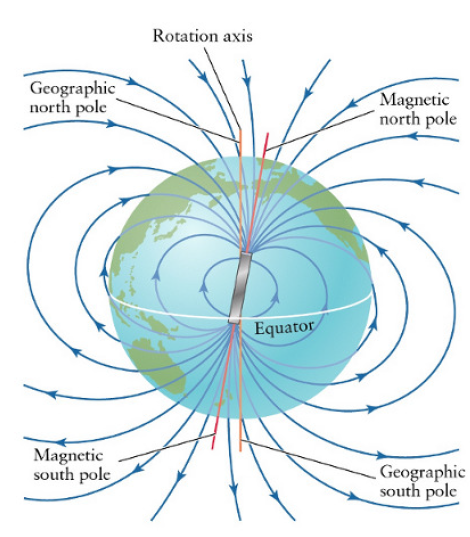 Rotation axis
Geographic
north pole
Magnetic
north pole
Equator
Magnetic
south pole
Geographic
south pole